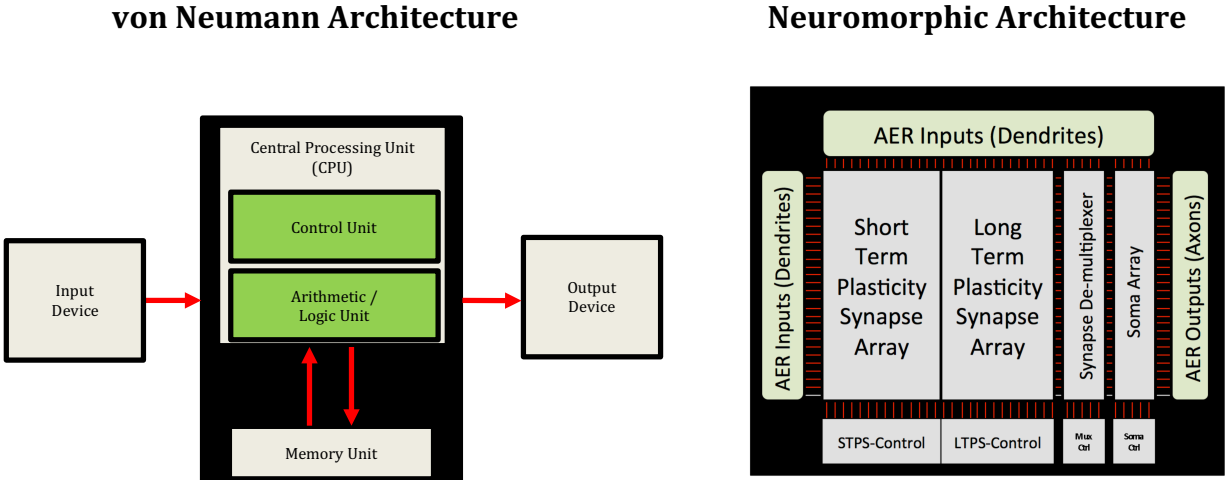 von Neumann Architecture
Central Processing Unit
(CPU)
Control Unit
Arithmetic /
Logic Unit
Input
Device
Output
Device
Memory Unit
Neuromorphic Architecture
AER Inputs (Dendrites)
AER Inputs (Dendrites)
Short
Term
Plasticity
Synapse
Array
Long
Term
Plasticity
Synapse
Array
Synapse De-multiplexer
Soma Array
AER Outputs (Axons)
STPS-Control
LTPS-Control
Mux
Ctrl
Soma
Ctrl